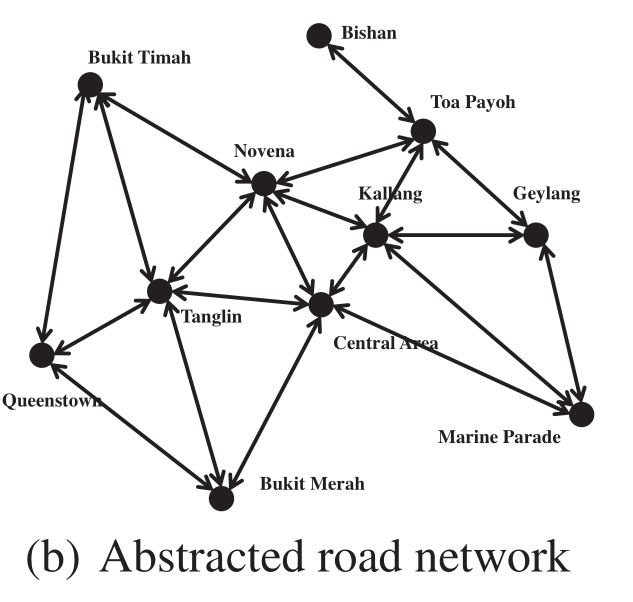 Bishan
Bukit Timah
Toa Payoh
Novena
Kallang
Geylang
Tanglin
Central Area
Queenstown
Marine Parade
Bukit Merah
(b) Abstracted road network